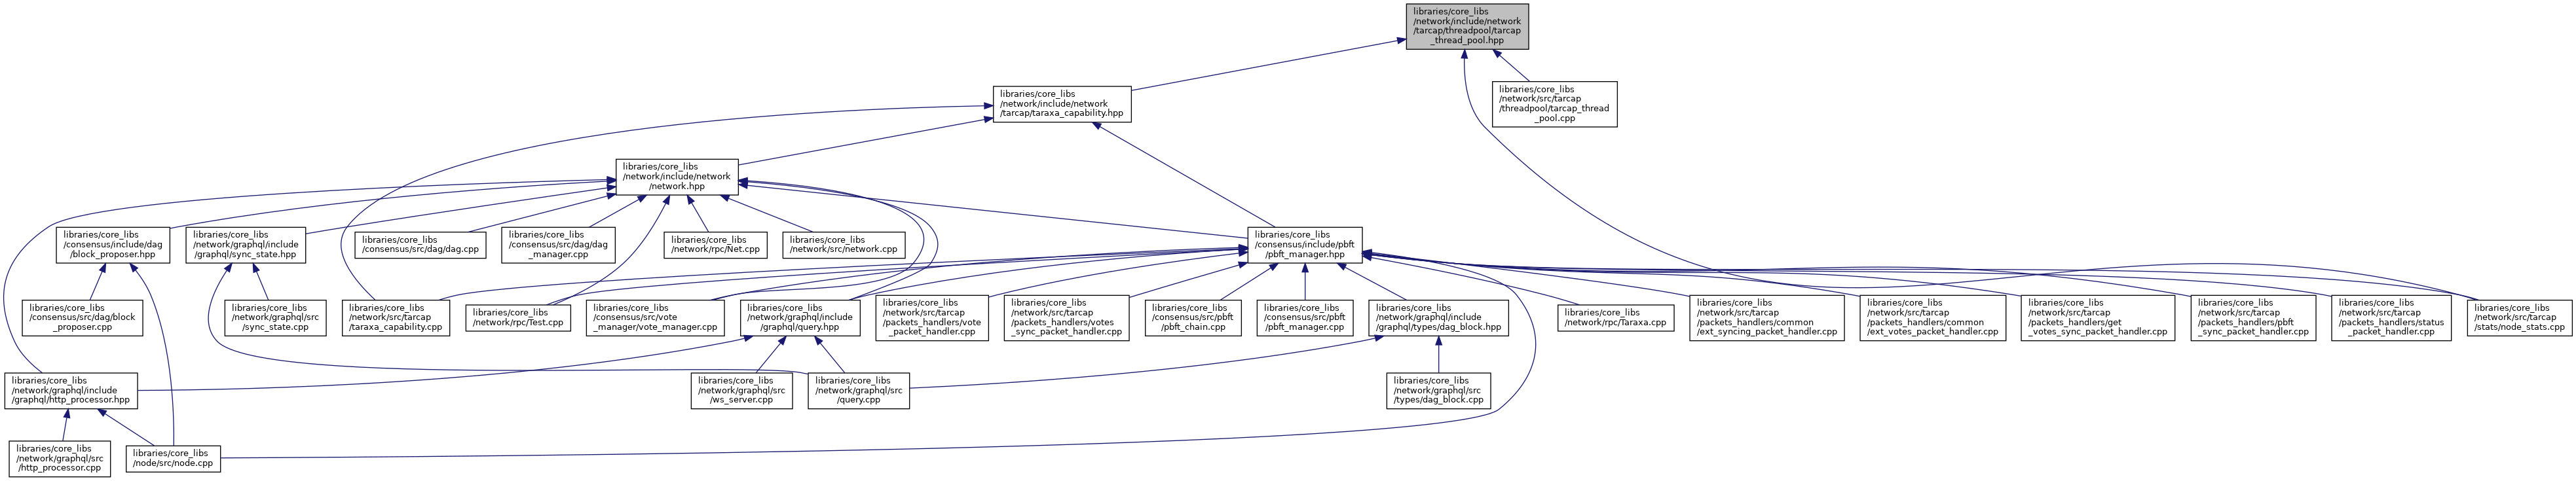 libraries/core_libs
/network/include/network
/tarcap/threadpool/tarcap
_thread_pool.hpp
libraries/core_libs
/network/include/network
/tarcap/taraxa_capability.hpp
libraries/core_libs
/network/src/tarcap
/threadpool/tarcap_thread
_pool.cpp
libraries/core_libs
/network/include/network
/network.hpp
libraries/core_libs
/consensus/include/dag
/block_proposer.hpp
libraries/core_libs
/network/graphql/include
/graphql/sync_state.hpp
libraries/core_libs
/consensus/src/dag/dag.cpp
libraries/core_libs
/consensus/src/dag/dag
_manager.cpp
libraries/core_libs
/network/rpc/Net.cpp
libraries/core_libs
/network/src/network.cpp
libraries/core_libs
/consensus/include/pbft
/pbft_manager.hpp
libraries/core_libs
/consensus/src/dag/block
_proposer.cpp
libraries/core_libs
/network/graphql/src
/sync_state.cpp
libraries/core_libs
/network/src/tarcap
/taraxa_capability.cpp
libraries/core_libs
/network/rpc/Test.cpp
libraries/core_libs
/consensus/src/vote
_manager/vote_manager.cpp
libraries/core_libs
/network/graphql/include
/graphql/query.hpp
libraries/core_libs
/network/src/tarcap
/packets_handlers/vote
_packet_handler.cpp
libraries/core_libs
/network/src/tarcap
/packets_handlers/votes
_sync_packet_handler.cpp
libraries/core_libs
/consensus/src/pbft
/pbft_chain.cpp
libraries/core_libs
/consensus/src/pbft
/pbft_manager.cpp
libraries/core_libs
/network/graphql/include
/graphql/types/dag_block.hpp
libraries/core_libs
/network/rpc/Taraxa.cpp
libraries/core_libs
/network/src/tarcap
/packets_handlers/common
/ext_syncing_packet_handler.cpp
libraries/core_libs
/network/src/tarcap
/packets_handlers/common
/ext_votes_packet_handler.cpp
libraries/core_libs
/network/src/tarcap
/packets_handlers/get
_votes_sync_packet_handler.cpp
libraries/core_libs
/network/src/tarcap
/packets_handlers/pbft
_sync_packet_handler.cpp
libraries/core_libs
/network/src/tarcap
/packets_handlers/status
_packet_handler.cpp
libraries/core_libs
/network/src/tarcap
/stats/node_stats.cpp
libraries/core_libs
/network/graphql/include
/graphql/http_processor.hpp
libraries/core_libs
/network/graphql/src
/ws_server.cpp
libraries/core_libs
/network/graphql/src
/query.cpp
libraries/core_libs
/network/graphql/src
/types/dag_block.cpp
libraries/core_libs
/network/graphql/src
/http_processor.cpp
libraries/core_libs
/node/src/node.cpp